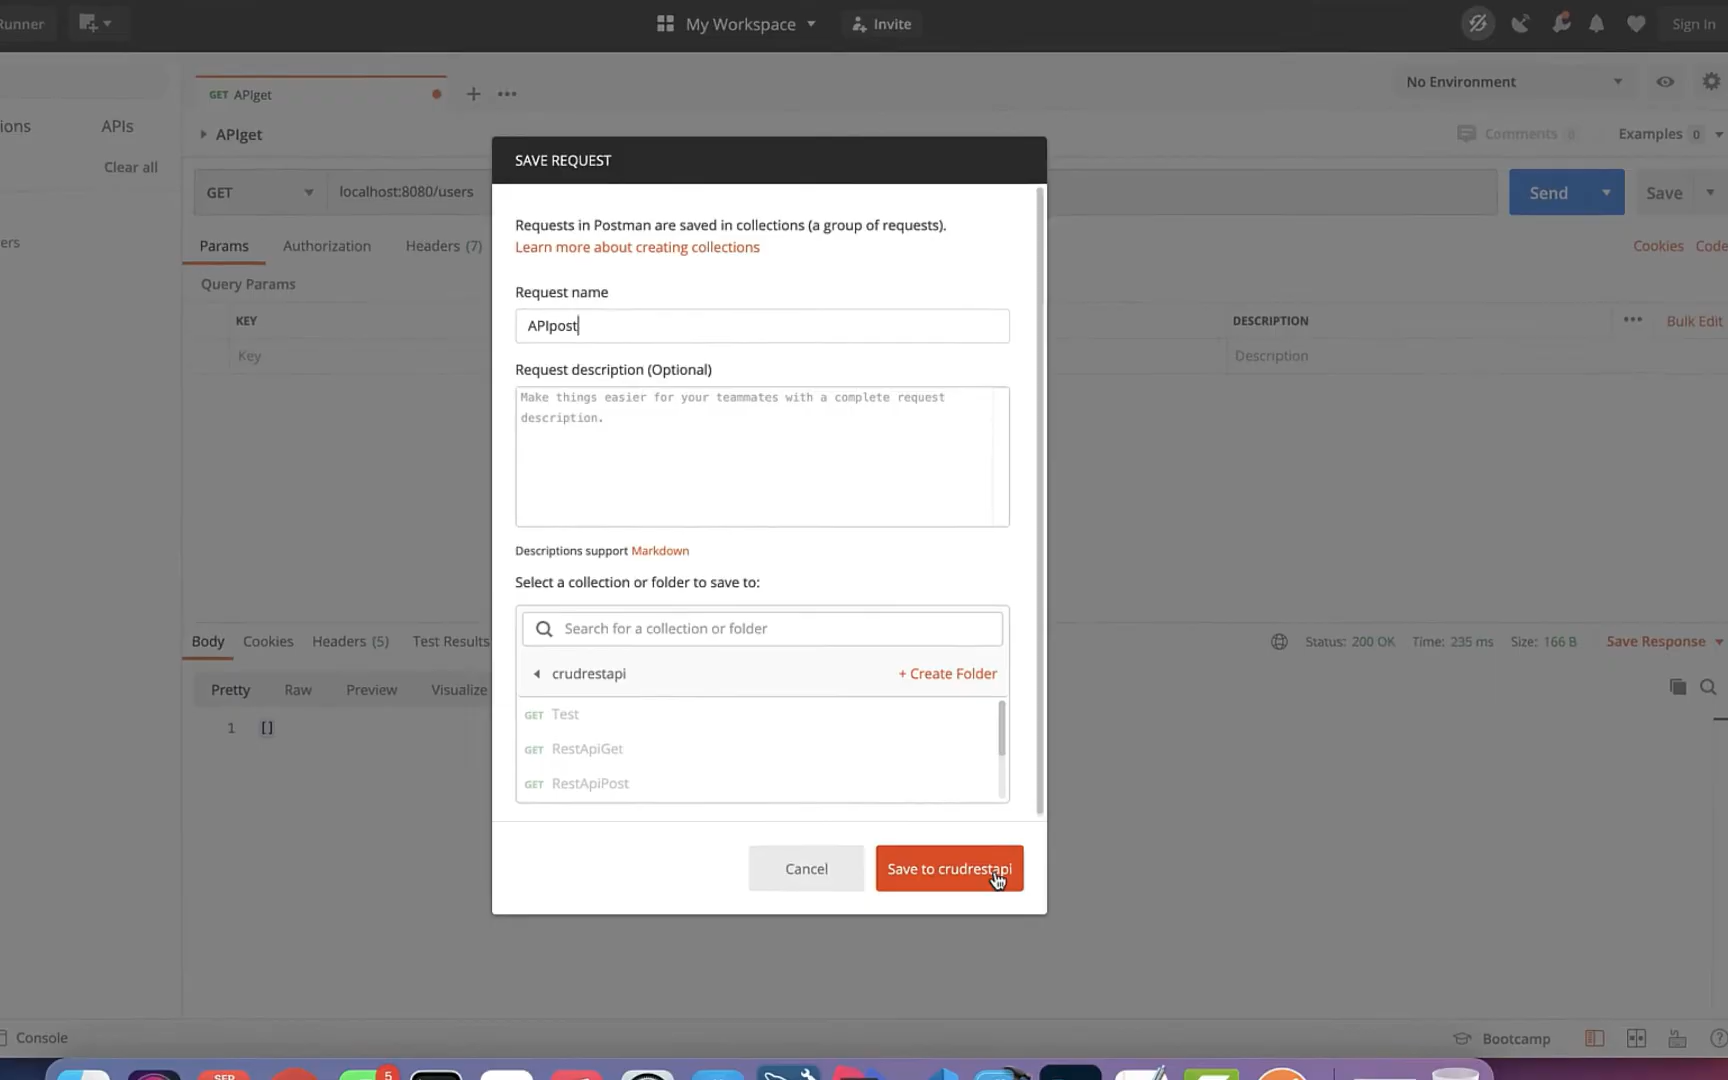 Runner
My Workspace
Invite
Sign In
GET APIget
No Environment
ions
APIs
APIget
Comments 0
Examples 0
Clear all
SAVE REQUEST
GET
localhost:8080/users
Send
Save
Requests in Postman are saved in collections (a group of requests).
Learn more about creating collections
ers
Params
Authorization
Headers (7)
Cookies
Code
Query Params
Request name
KEY
APIpost
DESCRIPTION
Bulk Edit
Key
Description
Request description (Optional)
Make things easier for your teammates with a complete request
description.
Descriptions support Markdown
Select a collection or folder to save to:
Search for a collection or folder
Body
Cookies
Headers (5)
Test Results
Status: 200 OK
Time: 235 ms
Size: 166 B
Save Response
crudrestapi
+ Create Folder
Pretty
Raw
Preview
Visualize
GET Test
1 []
GET RestApiGet
GET RestApiPost
Cancel
Save to crudrestapi
Console
Bootcamp
SEP
5